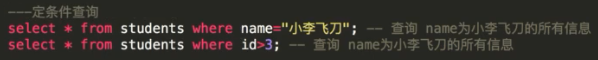 ---定条件查询
select * from students where name="小李飞刀"; -- 查询 name为小李飞刀的所有信息
select * from students where id>3; -- 查询 name为小李飞刀的所有信息